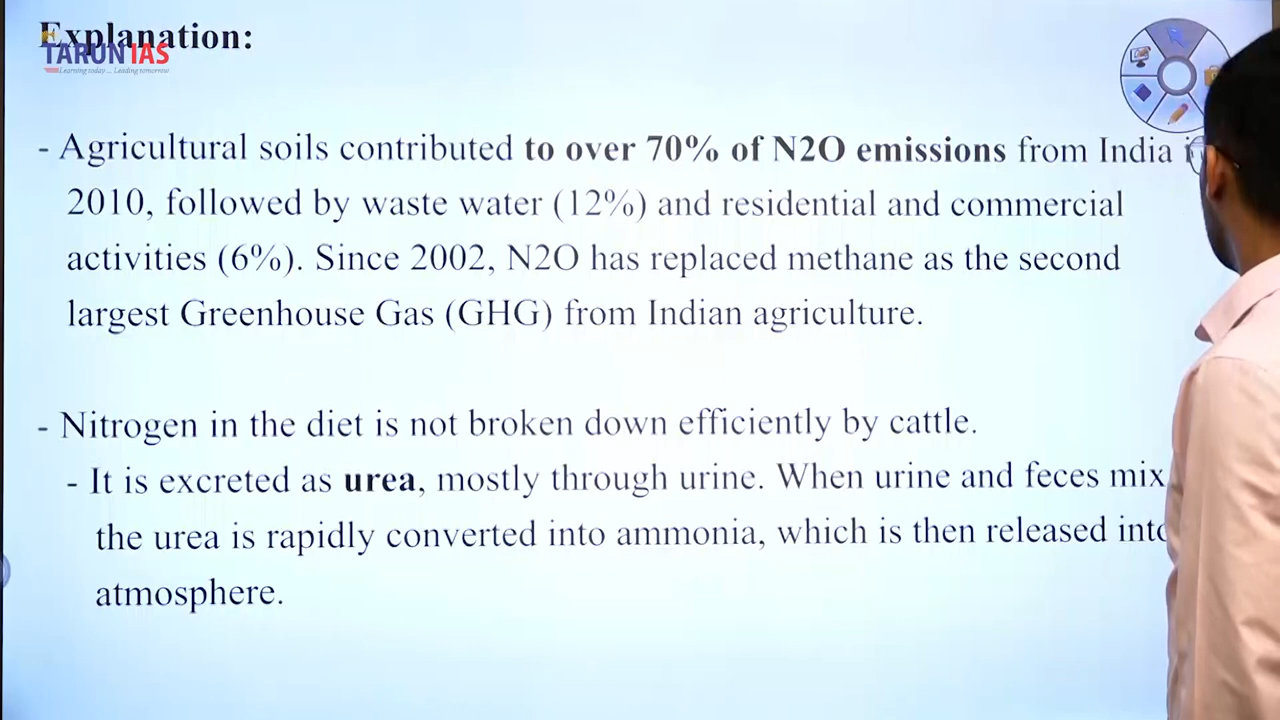 Explanation:
TARUN IAS
Learning today ... Leading tomorrow
- Agricultural soils contributed to over 70% of N2O emissions from India
2010, followed by waste water (12%) and residential and commercial
activities (6%). Since 2002, N2O has replaced methane as the second
largest Greenhouse Gas (GHG) from Indian agriculture.
- Nitrogen in the diet is not broken down efficiently by cattle.
- It is excreted as urea, mostly through urine. When urine and feces mix
the urea is rapidly converted into ammonia, which is then released
atmosphere.